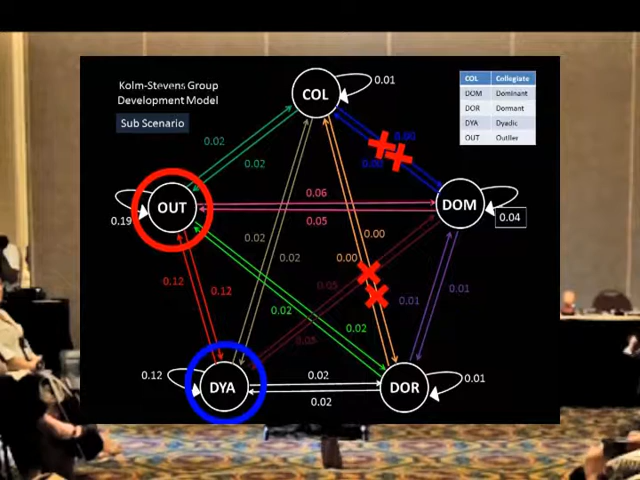 Kolm-Stevens Group
Development Model
Sub Scenario
COL
0.01
COL Collegiate
DOM Dominant
DOR Dormant
DYA Dyadic
OUT Outlier
0.00
0.00
0.02
0.02
OUT
0.19
0.06
0.05
DOM
0.04
0.02
0.02
0.00
0.00
0.12
0.12
0.05
0.05
0.01
0.01
0.02
0.02
0.12
DYA
0.02
0.02
DOR
0.01